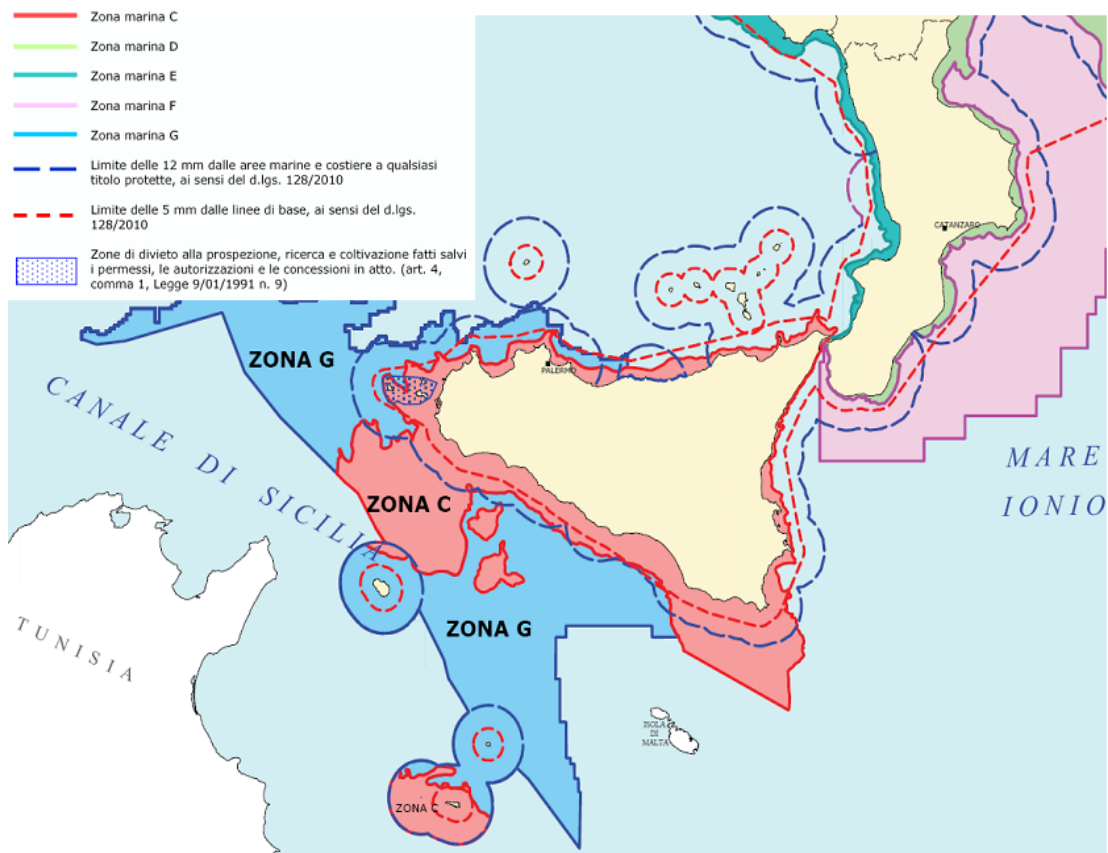 Zona marina C
Zona marina D
Zona marina E
Zona marina F
Zona marina G
Limite delle 12 mm dalle aree marine e costiere a qualsiasi
titolo protette, ai sensi del d.lgs. 128/2010
Limite delle 5 mm dalle linee di base, ai sensi del d.lgs.
128/2010
Zone di divieto alla prospezione, ricerca e coltivazione fatti salvi
i permessi, le autorizzazioni e le concessioni in atto. (art. 4,
comma 1, Legge 9/01/1991 n. 9)
CATANZARO
ZONA G
PALERMO
CANALE DI SICILIA
MARE
IONIO
ZONA C
ZONA G
TUNISIA
ISOLA
DI
MALTA
ZONA C